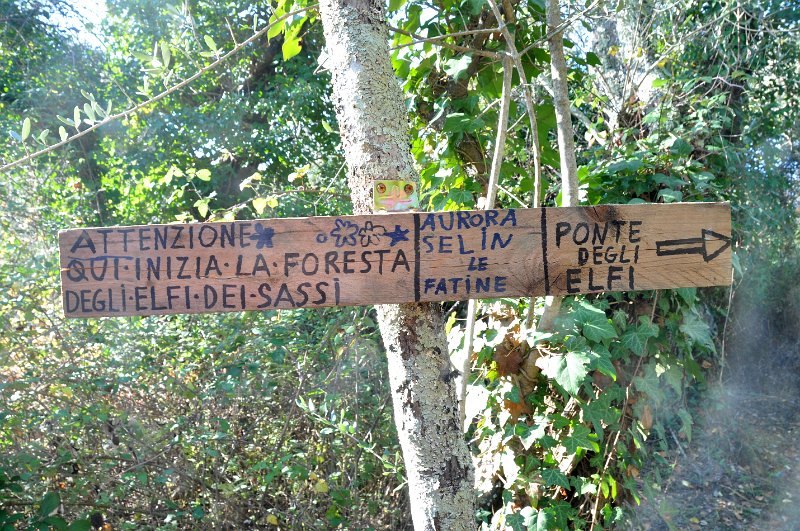 ATTENZIONE
QUI·INIZIA·LA·FORESTA
DEGLI·ELFI·DEI·SASSI
AURORA
SELIN
LE
FATINE
PONTE
DEGLI
ELFI